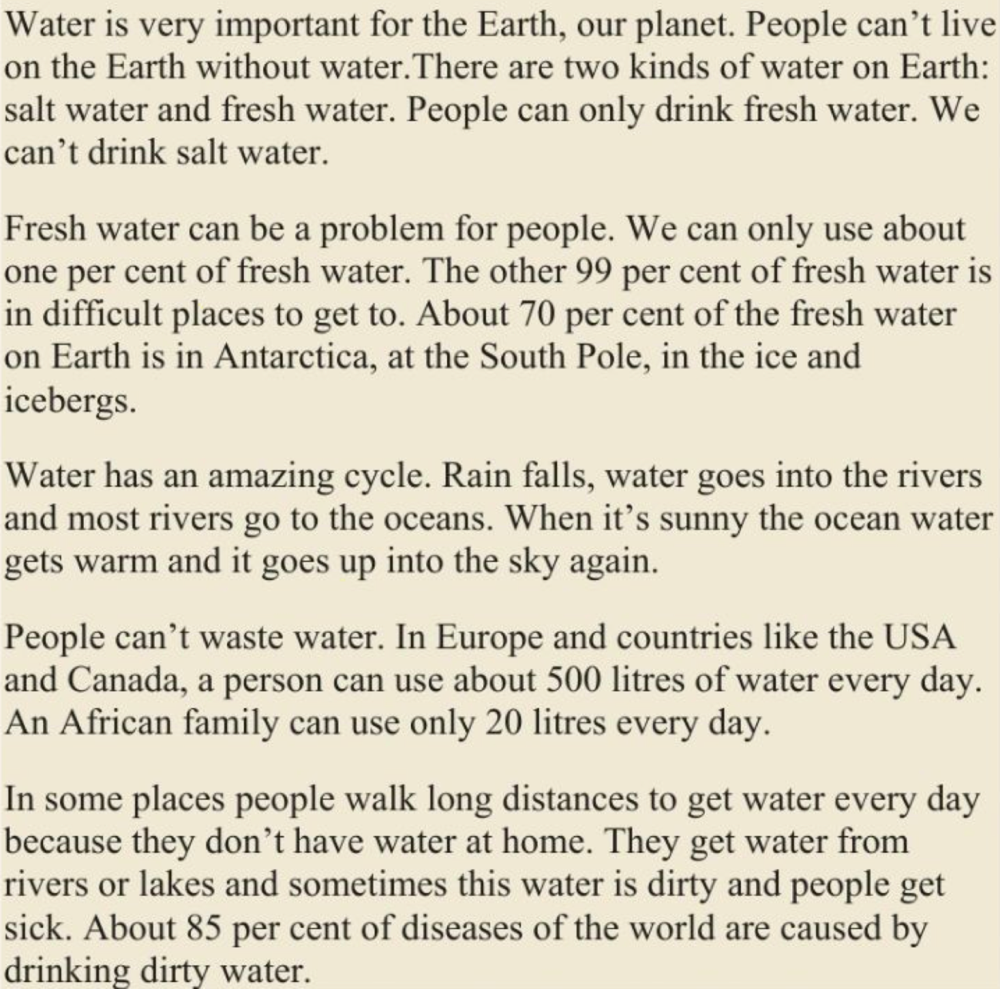 Water is very important for the Earth, our planet. People can’t live
on the Earth without water.There are two kinds of water on Earth:
salt water and fresh water. People can only drink fresh water. We
can’t drink salt water.
Fresh water can be a problem for people. We can only use about
one per cent of fresh water. The other 99 per cent of fresh water is
in difficult places to get to. About 70 per cent of the fresh water
on Earth is in Antarctica, at the South Pole, in the ice and
icebergs.
Water has an amazing cycle. Rain falls, water goes into the rivers
and most rivers go to the oceans. When it’s sunny the ocean water
gets warm and it goes up into the sky again.
People can’t waste water. In Europe and countries like the USA
and Canada, a person can use about 500 litres of water every day.
An African family can use only 20 litres every day.
In some places people walk long distances to get water every day
because they don’t have water at home. They get water from
rivers or lakes and sometimes this water is dirty and people get
sick. About 85 per cent of diseases of the world are caused by
drinking dirty water.